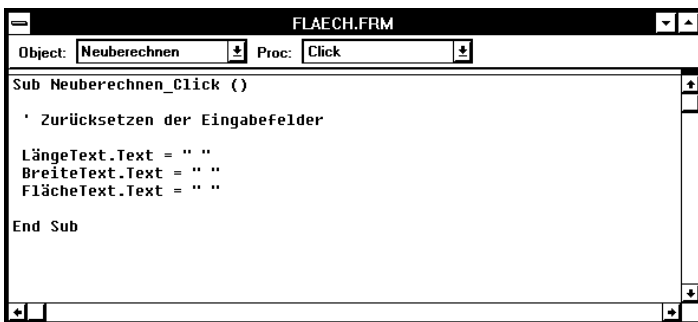 FLAECH.FRM
Object: Neuberechnen Proc: Click
Sub Neuberechnen_Click ()
' Zurücksetzen der Eingabefelder
LängeText.Text = " "
BreiteText.Text = " "
FlächeText.Text = " "
End Sub